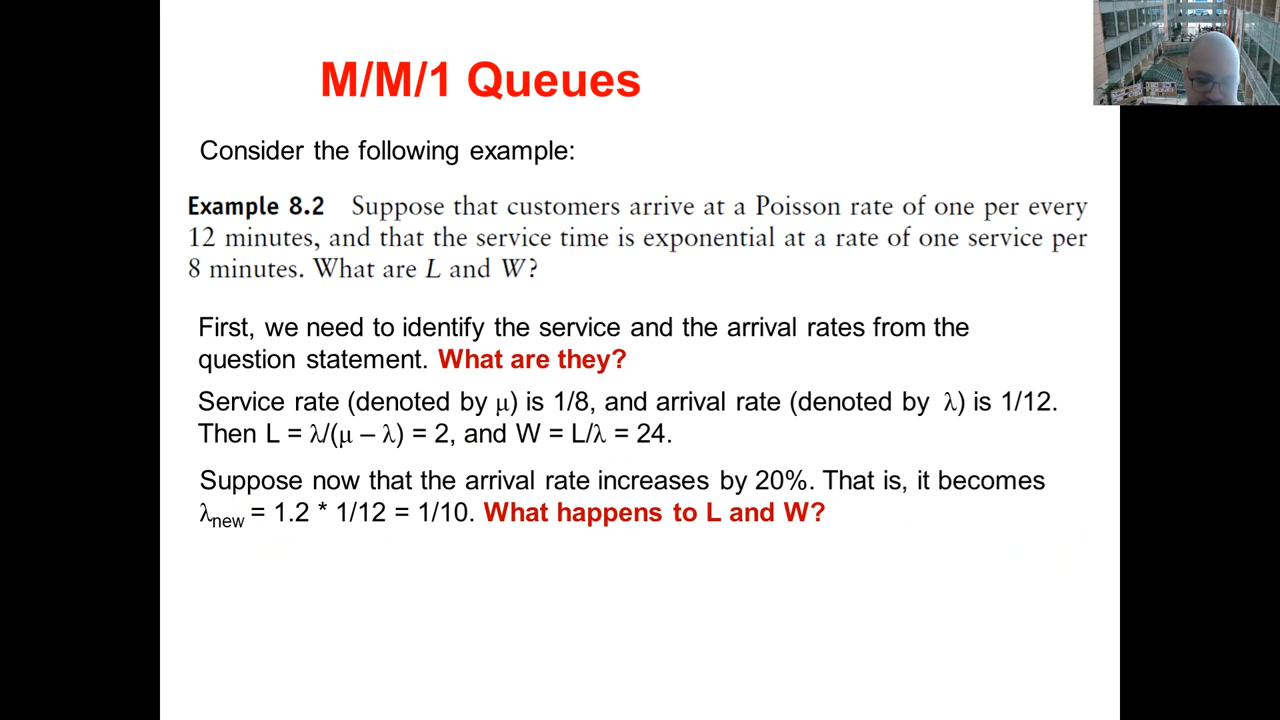 M/M/1 Queues
Consider the following example:
Example 8.2 Suppose that customers arrive at a Poisson rate of one per every
12 minutes, and that the service time is exponential at a rate of one service per
8 minutes. What are L and W?
First, we need to identify the service and the arrival rates from the
question statement. What are they?
Service rate (denoted by μ) is 1/8, and arrival rate (denoted by λ) is 1/12.
Then L = λ/(μ – λ) = 2, and W = L/λ = 24.
Suppose now that the arrival rate increases by 20%. That is, it becomes
λnew = 1.2 * 1/12 = 1/10. What happens to L and W?